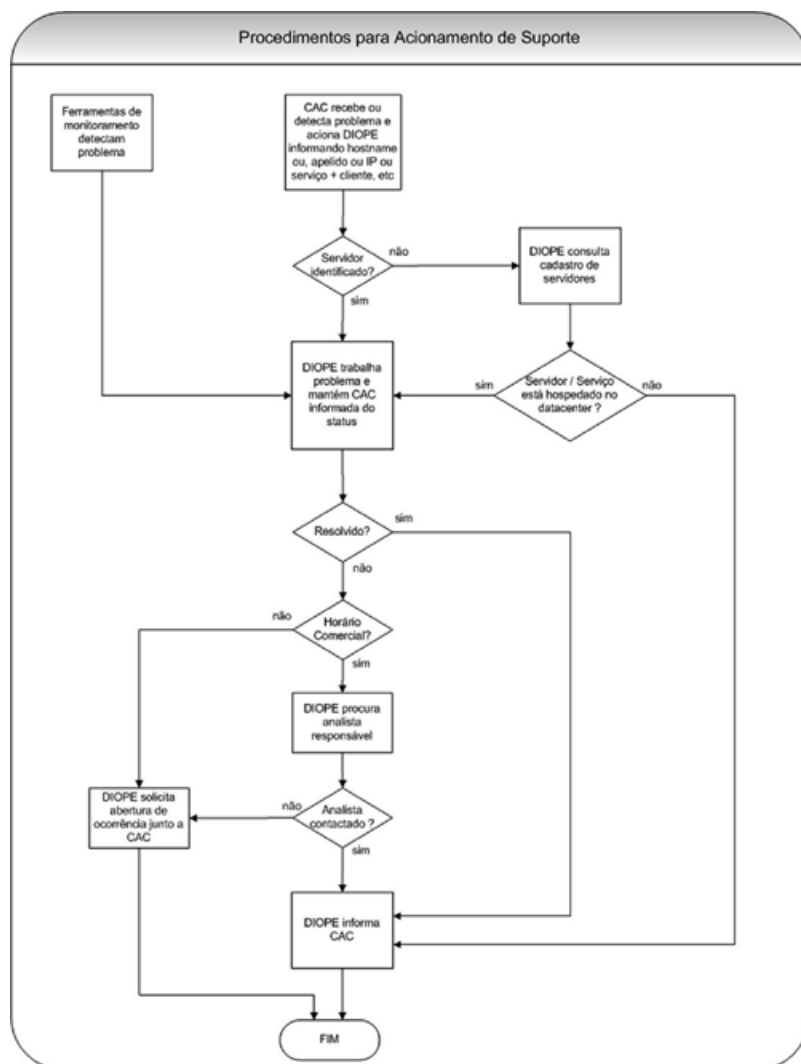 Procedimentos para Acionamento de Suporte
Ferramentas de
monitoramento
detectam
problema
CAC recebe ou
detecta problema e
aciona DIOPE
informando hostname
ou, apelido ou IP ou
serviço + cliente, etc
Servidor
identificado?
não
sim
DIOPE consulta
cadastro de
servidores
DIOPE trabalha
problema e
mantém CAC
informada do
status
sim
Servidor / Serviço
está hospedado no
datacenter ?
não
Resolvido?
sim
não
não
Horário
Comercial?
sim
DIOPE procura
analista
responsável
DIOPE solicita
abertura de
ocorrência junto a
CAC
não
Analista
contactado ?
sim
DIOPE informa
CAC
FIM